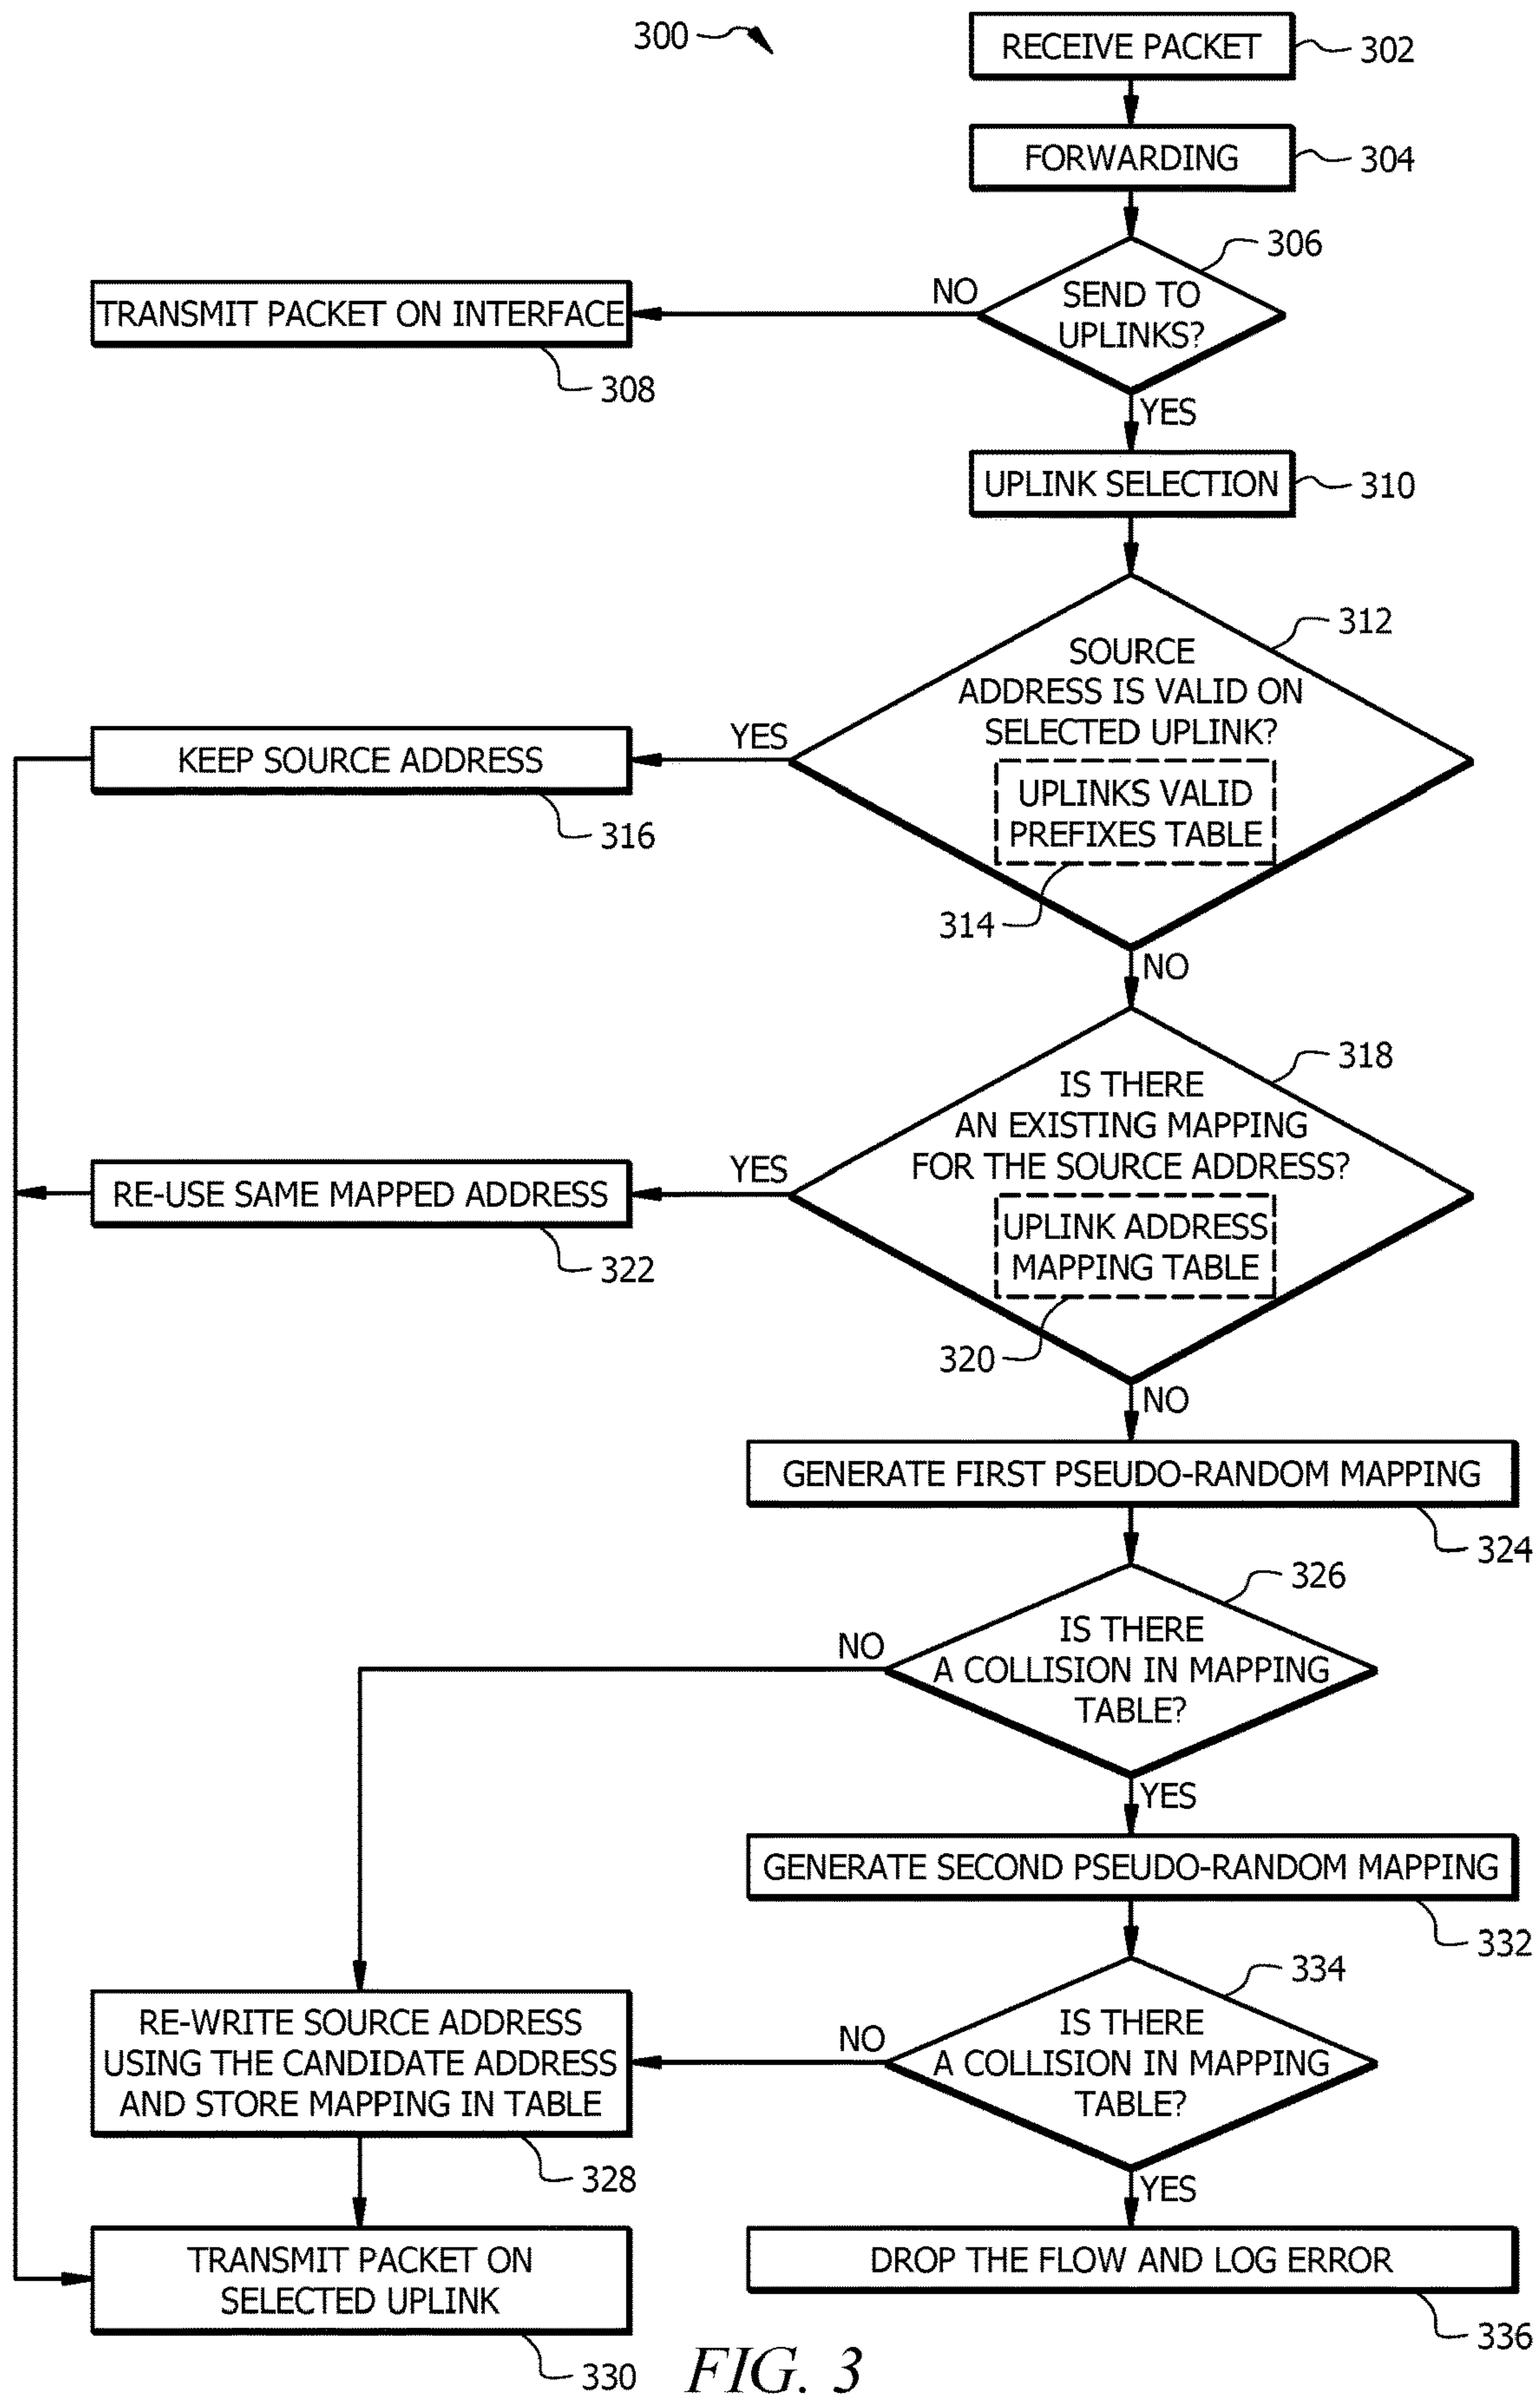 300
RECEIVE PACKET
302
FORWARDING
304
306
SEND TO
UPLINKS?
NO
TRANSMIT PACKET ON INTERFACE
308
YES
UPLINK SELECTION
310
312
SOURCE
ADDRESS IS VALID ON
SELECTED UPLINK?
UPLINKS VALID
PREFIXES TABLE
314
YES
KEEP SOURCE ADDRESS
316
NO
318
IS THERE
AN EXISTING MAPPING
FOR THE SOURCE ADDRESS?
UPLINK ADDRESS
MAPPING TABLE
320
YES
RE-USE SAME MAPPED ADDRESS
322
NO
GENERATE FIRST PSEUDO-RANDOM MAPPING
324
326
IS THERE
A COLLISION IN MAPPING
TABLE?
NO
YES
GENERATE SECOND PSEUDO-RANDOM MAPPING
332
334
IS THERE
A COLLISION IN MAPPING
TABLE?
NO
RE-WRITE SOURCE ADDRESS
USING THE CANDIDATE ADDRESS
AND STORE MAPPING IN TABLE
328
YES
DROP THE FLOW AND LOG ERROR
336
TRANSMIT PACKET ON
SELECTED UPLINK
330
FIG. 3